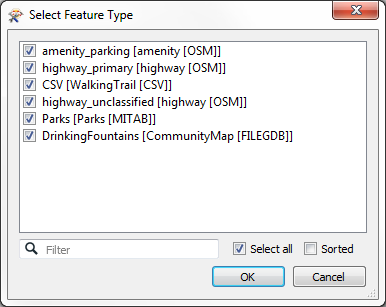 Select Feature Type
amenity_parking [amenity [OSM]]
highway_primary [highway [OSM]]
CSV [WalkingTrail [CSV]]
highway_unclassified [highway [OSM]]
Parks [Parks [MITAB]]
DrinkingFountains [CommunityMap [FILEGDB]]
Filter Select all Sorted
OK Cancel